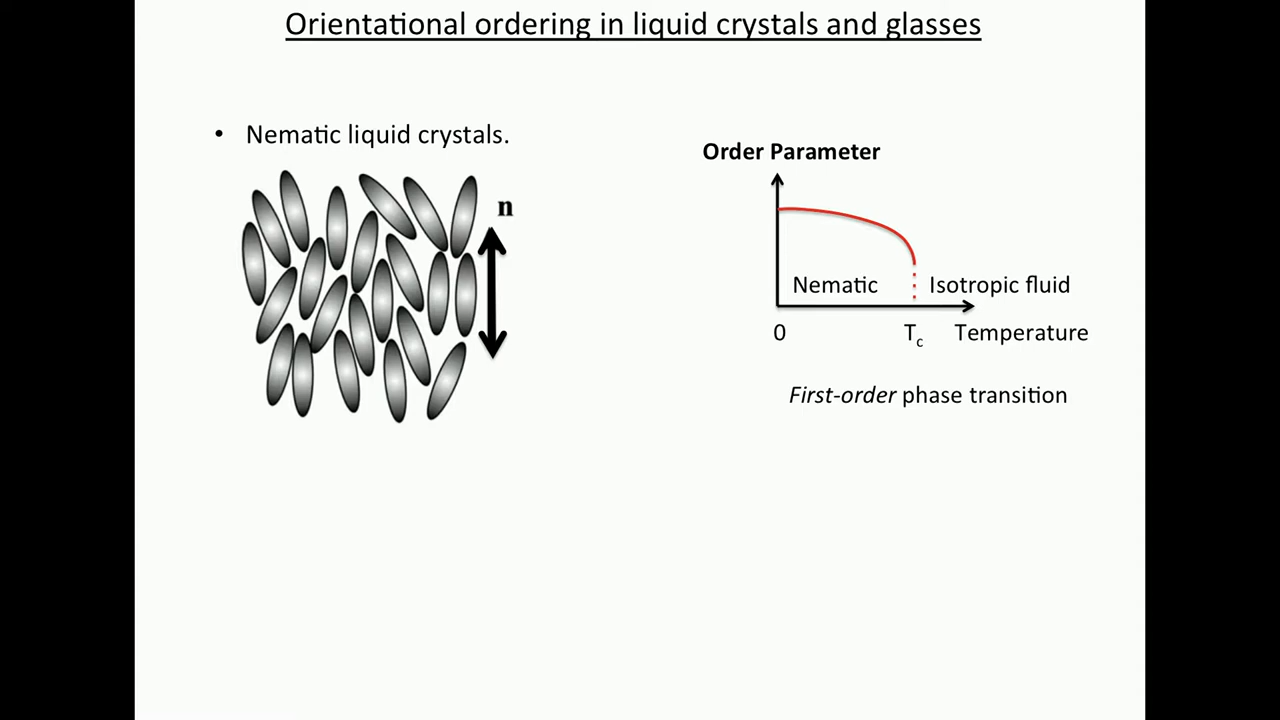 Orientational ordering in liquid crystals and glasses
• Nematic liquid crystals.
n
Order Parameter
Nematic
Isotropic fluid
0
Tc
Temperature
First-order phase transition